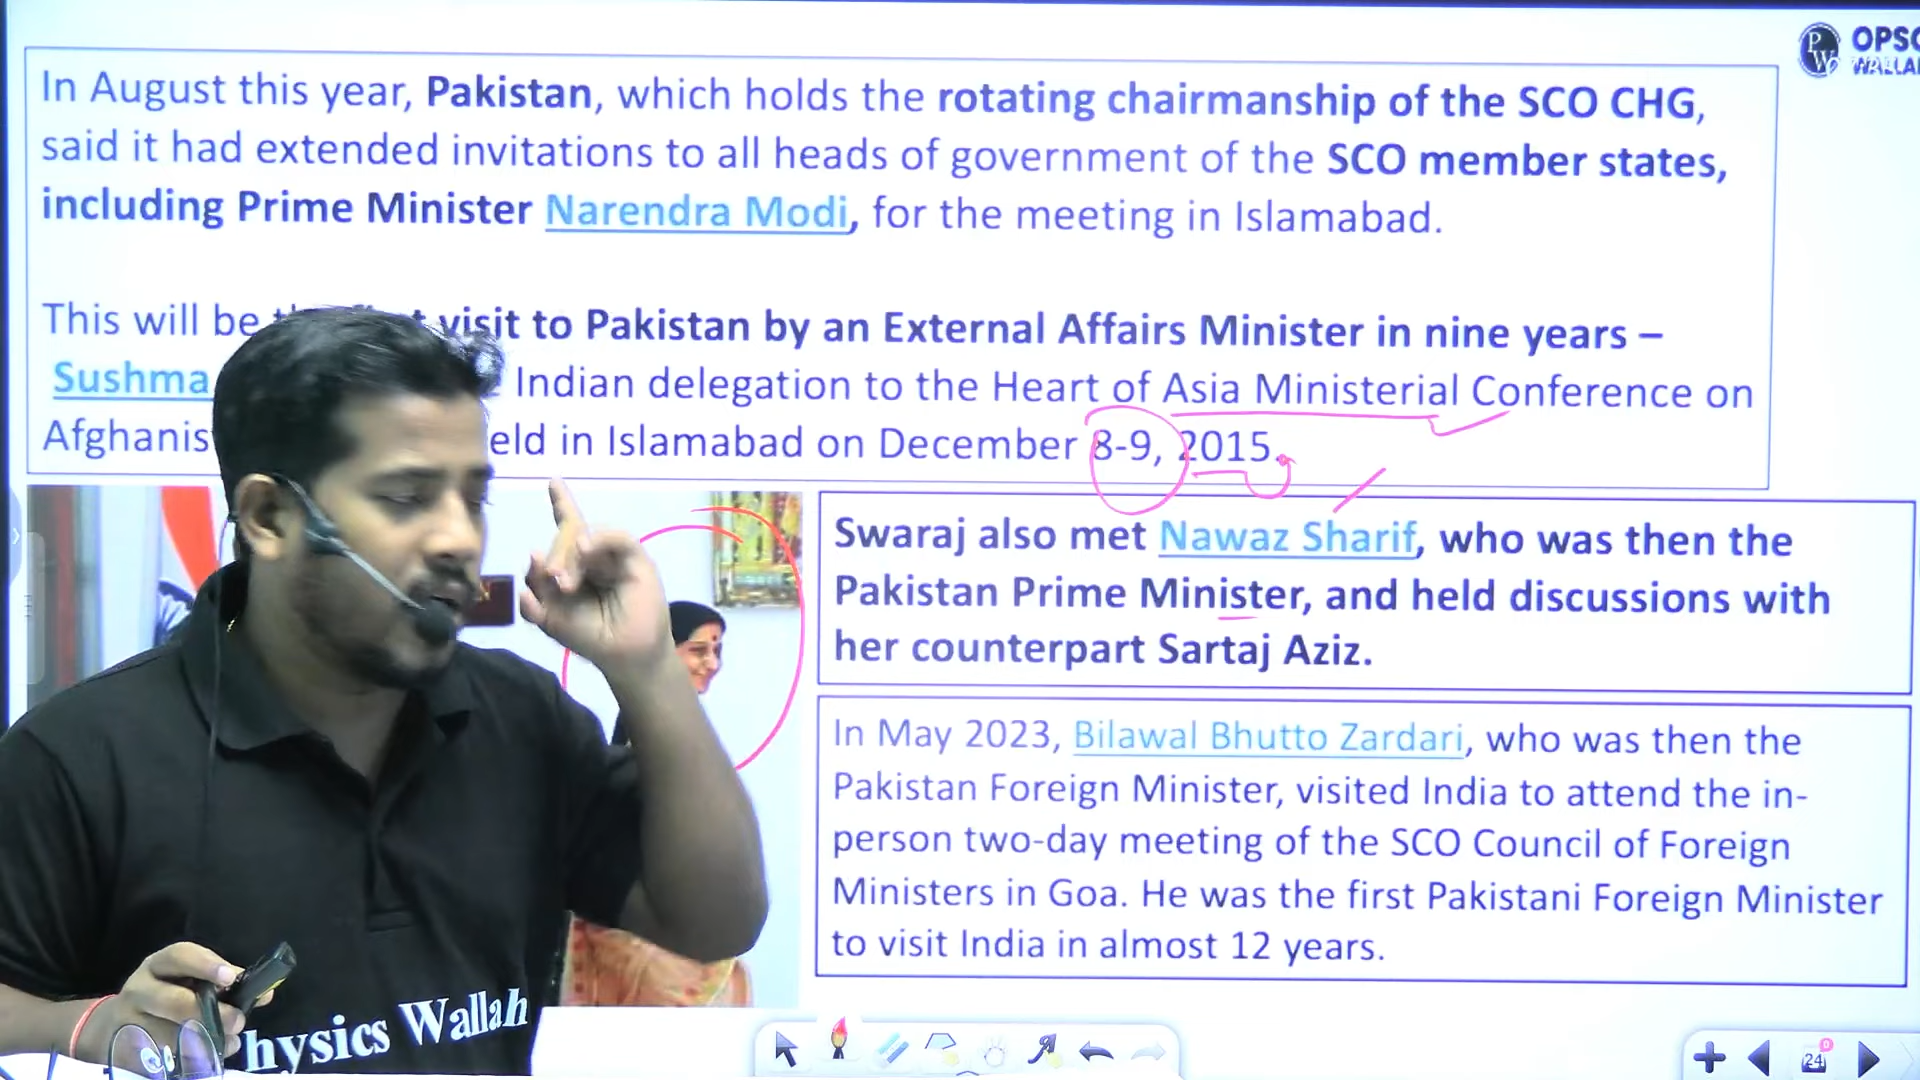 OPSC
WALLAH
In August this year, Pakistan, which holds the rotating chairmanship of the SCO CHG,
said it had extended invitations to all heads of government of the SCO member states,
including Prime Minister Narendra Modi, for the meeting in Islamabad.
This will be visit to Pakistan by an External Affairs Minister in nine years –
Sushma Indian delegation to the Heart of Asia Ministerial Conference on
Afghanis eld in Islamabad on December 8-9, 2015.
Swaraj also met Nawaz Sharif, who was then the
Pakistan Prime Minister, and held discussions with
her counterpart Sartaj Aziz.
In May 2023, Bilawal Bhutto Zardari, who was then the
Pakistan Foreign Minister, visited India to attend the in-
person two-day meeting of the SCO Council of Foreign
Ministers in Goa. He was the first Pakistani Foreign Minister
to visit India in almost 12 years.
hysics Wallah
24